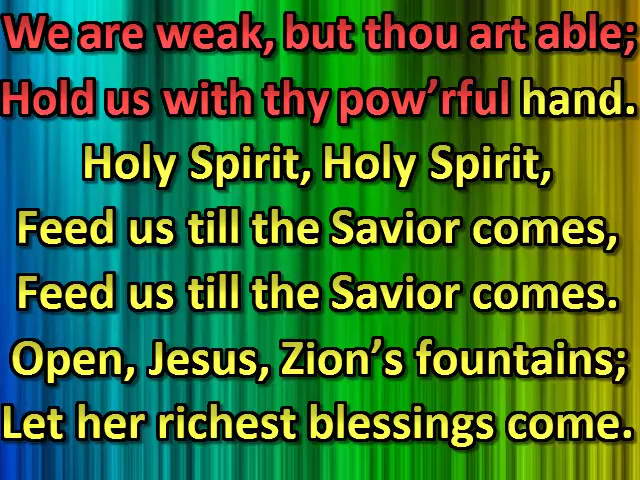 We are weak, but thou art able;
Hold us with thy pow’rful hand.
Holy Spirit, Holy Spirit,
Feed us till the Savior comes,
Feed us till the Savior comes.
Open, Jesus, Zion’s fountains;
Let her richest blessings come.